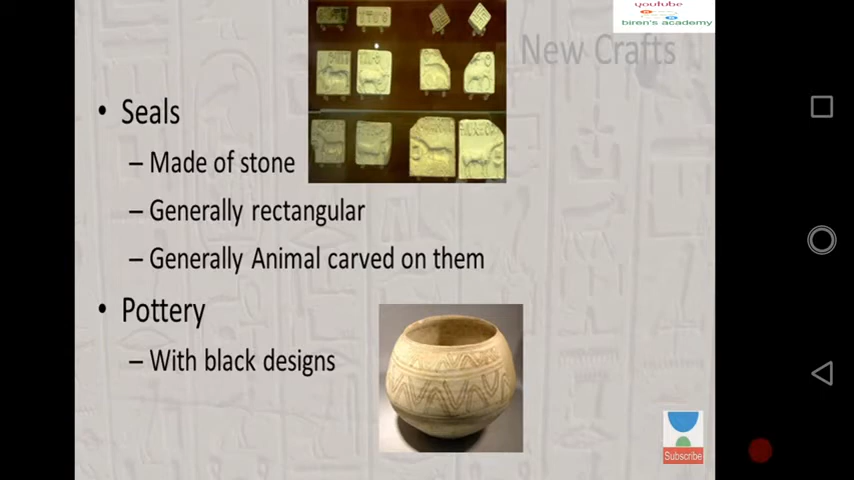 youtube
biren's academy
New Crafts
• Seals
– Made of stone
– Generally rectangular
– Generally Animal carved on them
• Pottery
– With black designs
Subscribe